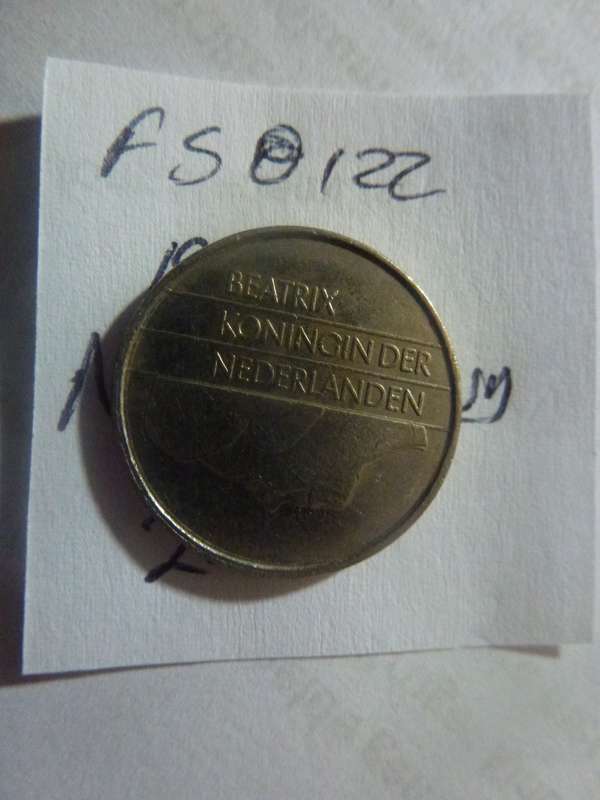 FS0122
BEATRIX
KONINGIN DER
NEDERLANDEN